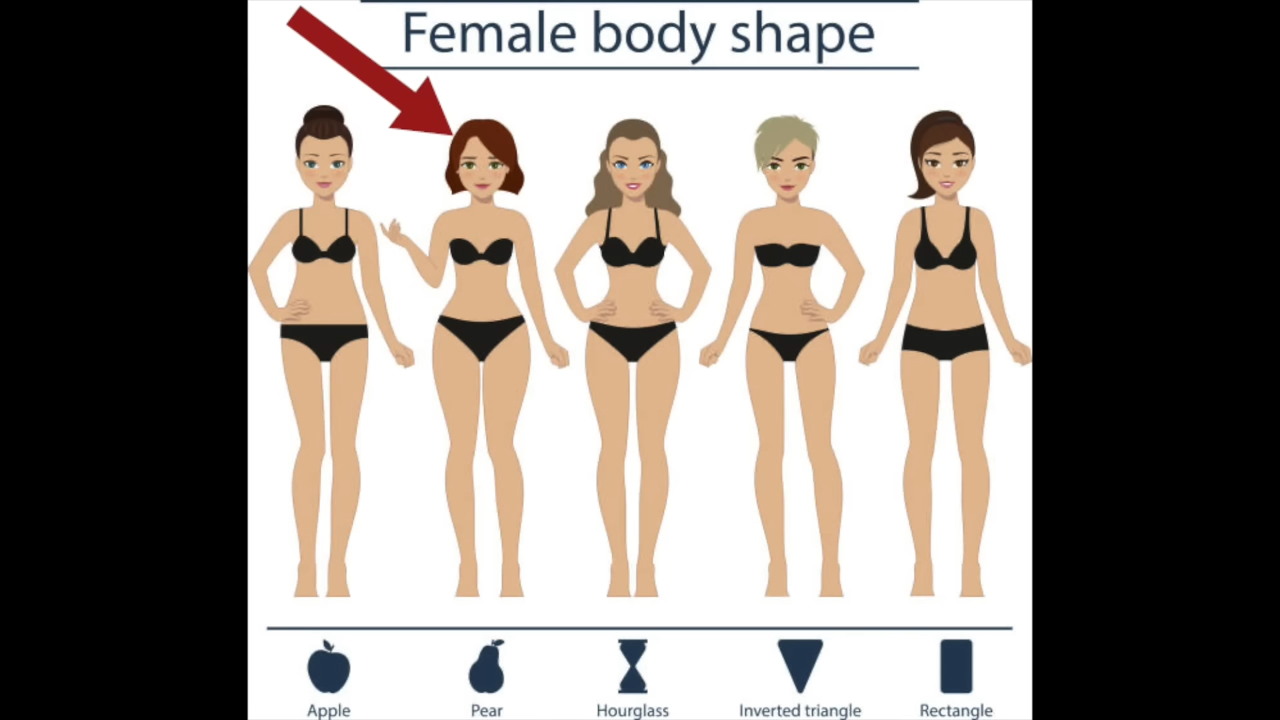 Female body shape
Apple
Pear
Hourglass
Inverted triangle
Rectangle